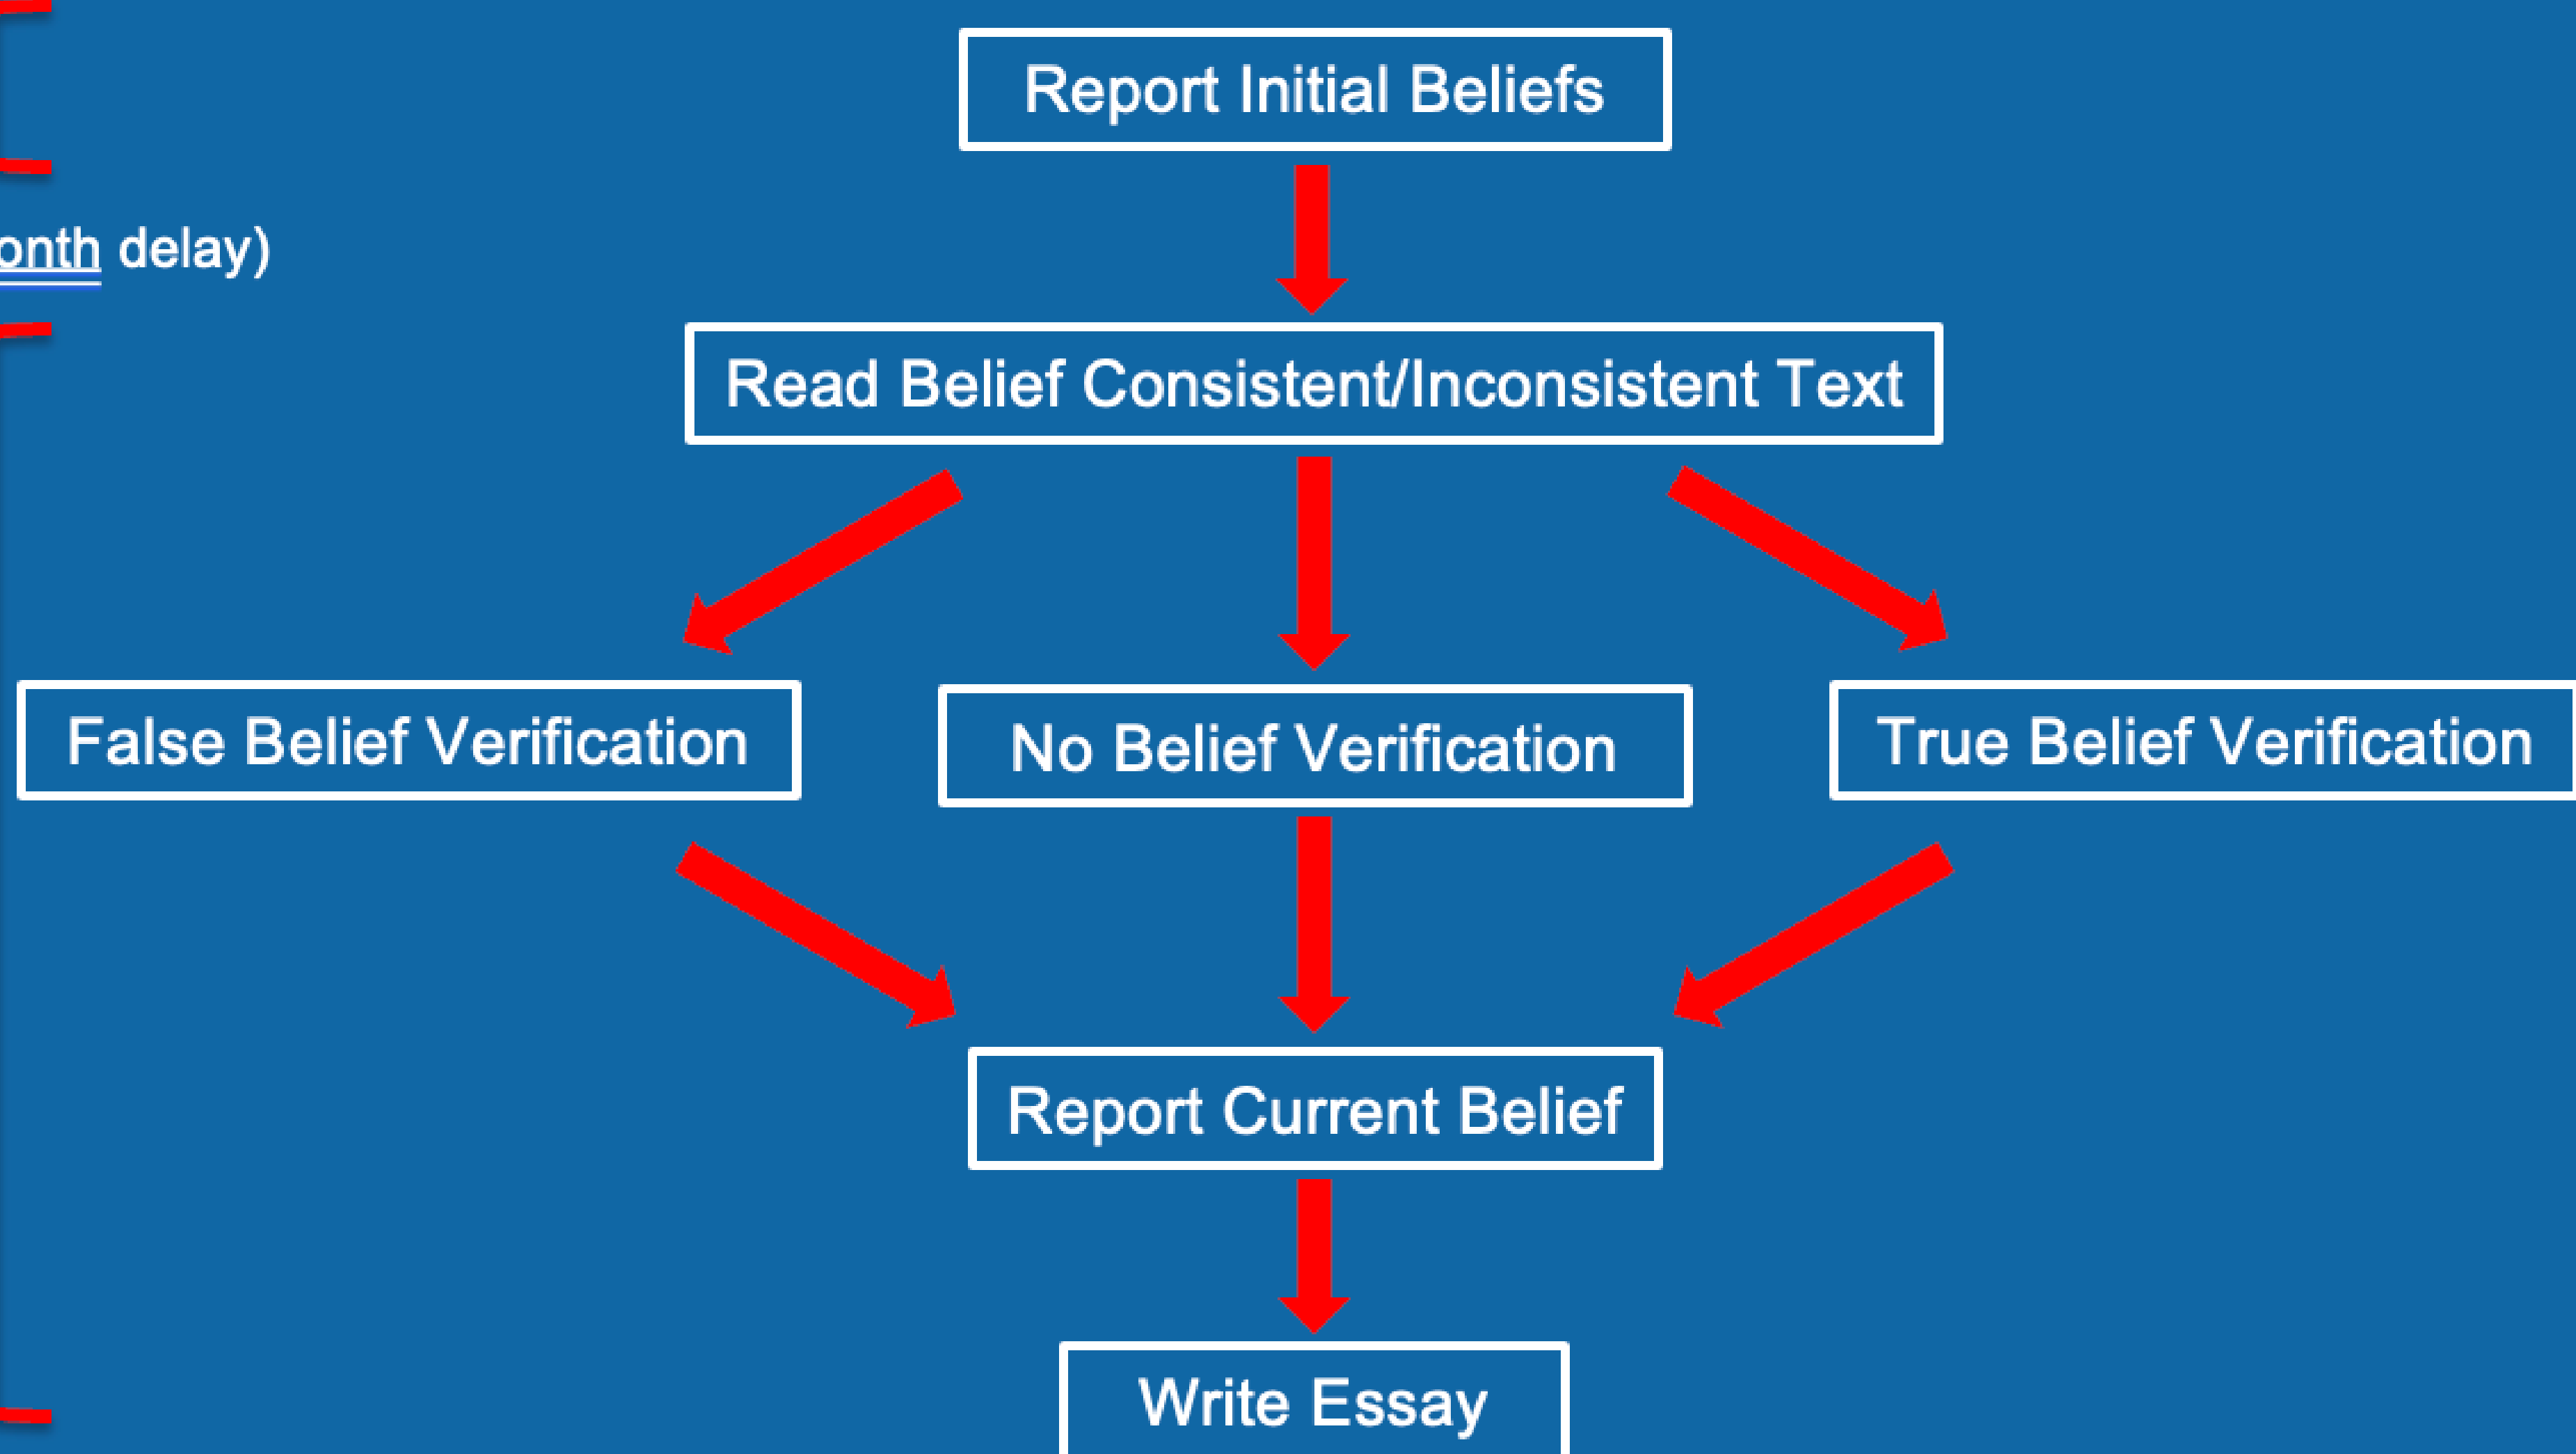 Report Initial Beliefs
onth delay)
Read Belief Consistent/Inconsistent Text
False Belief Verification
No Belief Verification
True Belief Verification
Report Current Belief
Write Essay